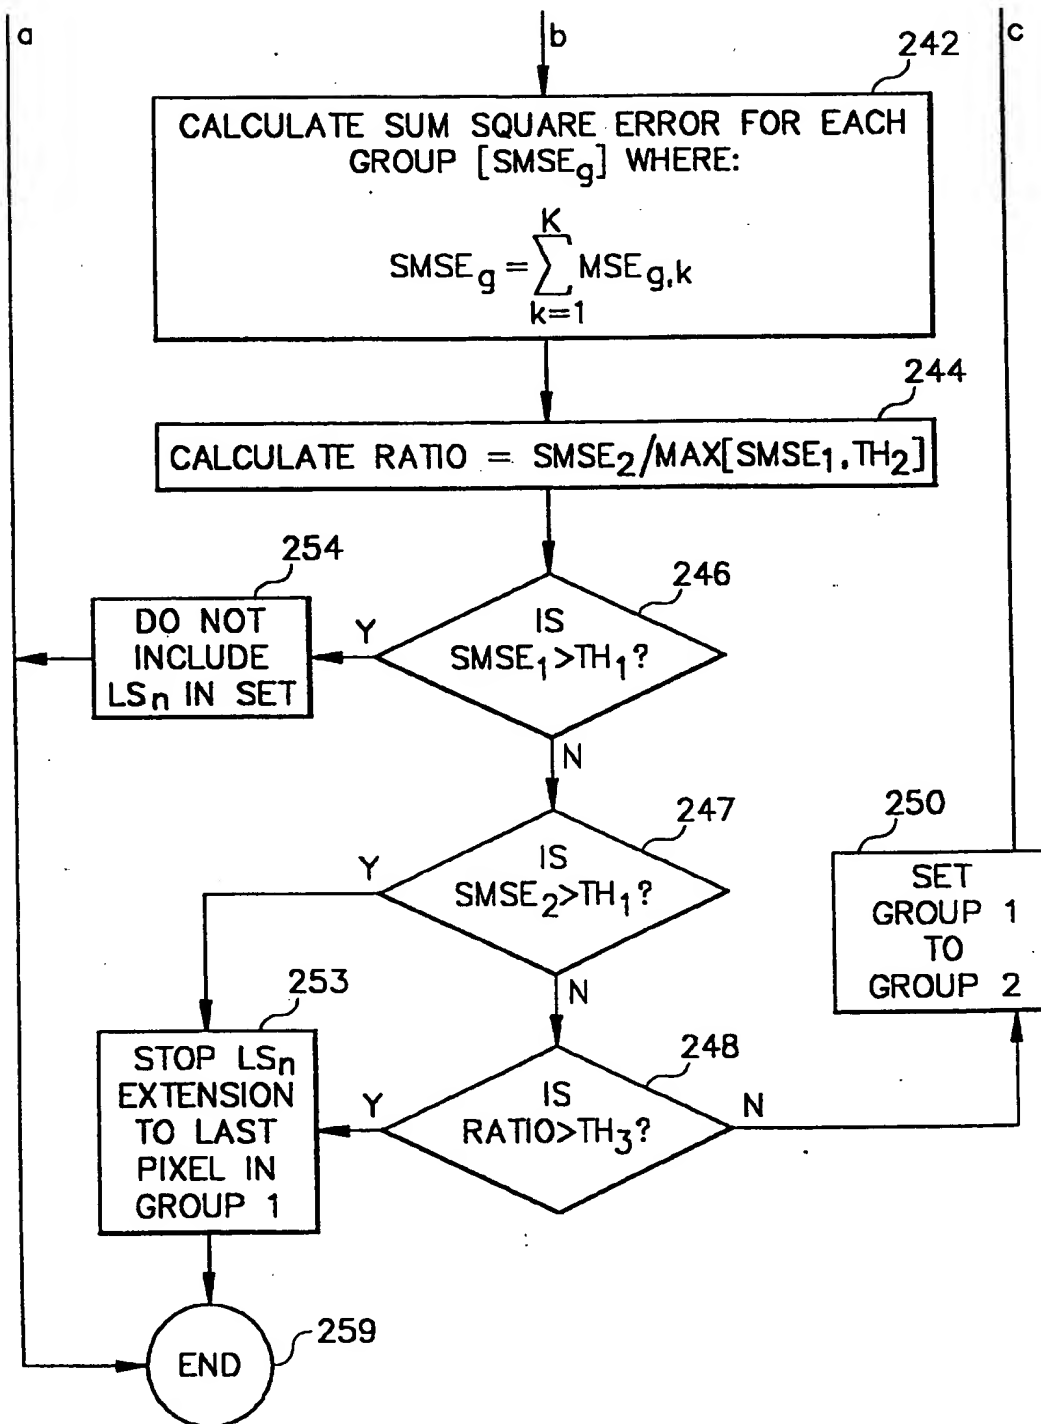 a
b
c
242
CALCULATE SUM SQUARE ERROR FOR EACH
GROUP [SMSEg] WHERE:
K
SMSEg = ∑ MSEg,k
k=1
244
CALCULATE RATIO = SMSE2/MAX[SMSE1,TH2]
254
DO NOT
INCLUDE
LSn IN SET
Y
246
IS
SMSE1>TH1?
N
247
IS
SMSE2>TH1?
Y
N
250
SET
GROUP 1
TO
GROUP 2
253
STOP LSn
EXTENSION
TO LAST
PIXEL IN
GROUP 1
Y
248
IS
RATIO>TH3?
N
END
259